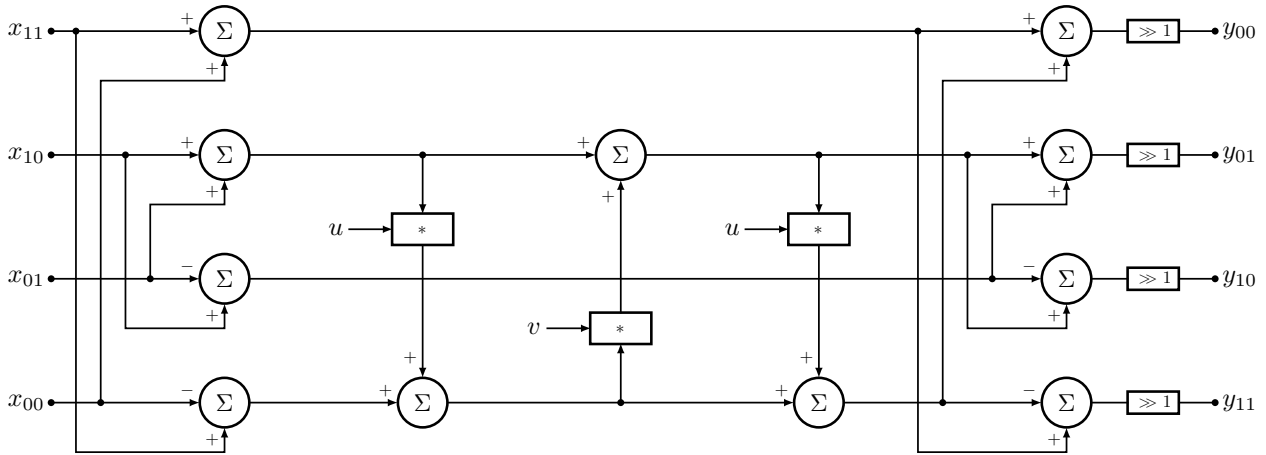 x₁₁ + Σ + Σ ≫ 1 y₀₀
+ +
x₁₀ + Σ + Σ + Σ ≫ 1 y₀₁
+ + +
u * u *
x₀₁ − Σ − Σ ≫ 1 y₁₀
+ +
v *
+ +
x₀₀ − Σ + Σ + Σ − Σ ≫ 1 y₁₁
+ +